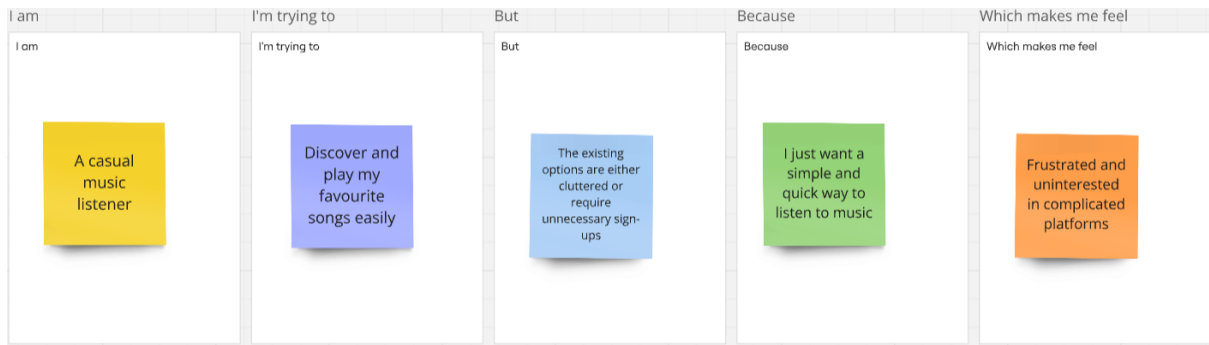 I am
I'm trying to
But
Because
Which makes me feel
I am
I'm trying to
But
Because
Which makes me feel
A casual
music
listener
Discover and
play my
favourite
songs easily
The existing
options are either
cluttered or
require
unnecessary sign-
ups
I just want a
simple and
quick way to
listen to music
Frustrated and
uninterested
in complicated
platforms